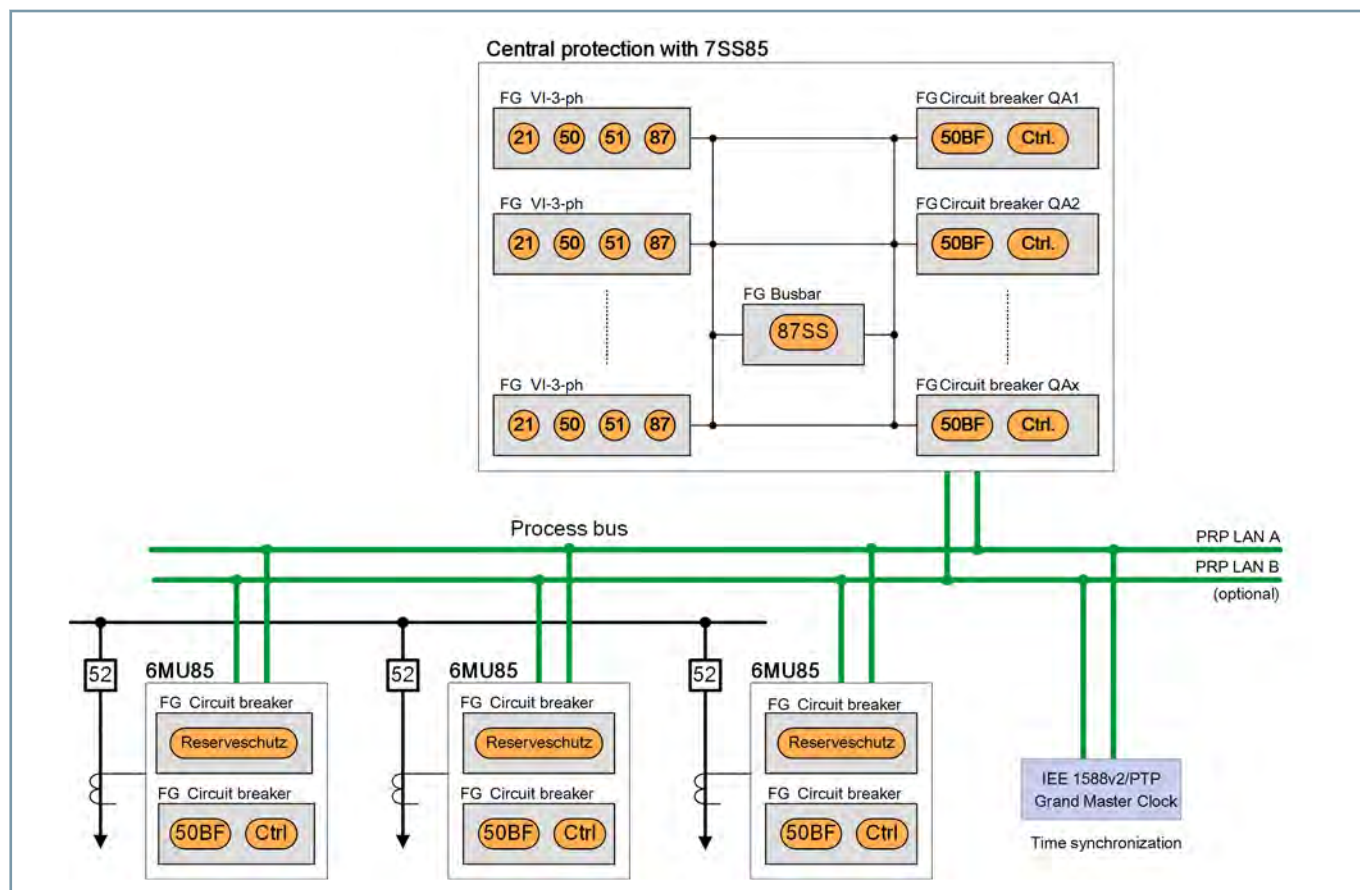 Central protection with 7SS85
FG VI-3-ph
21 50 51 87
FG Circuit breaker QA1
50BF Ctrl.
FG VI-3-ph
21 50 51 87
FG Circuit breaker QA2
50BF Ctrl.
FG Busbar
87SS
FG VI-3-ph
21 50 51 87
FG Circuit breaker QAx
50BF Ctrl.
Process bus
PRP LAN A
PRP LAN B
(optional)
52
6MU85
FG Circuit breaker
Reserveschutz
FG Circuit breaker
50BF Ctrl
52
6MU85
FG Circuit breaker
Reserveschutz
FG Circuit breaker
50BF Ctrl
52
6MU85
FG Circuit breaker
Reserveschutz
FG Circuit breaker
50BF Ctrl
IEE 1588v2/PTP
Grand Master Clock
Time synchronization